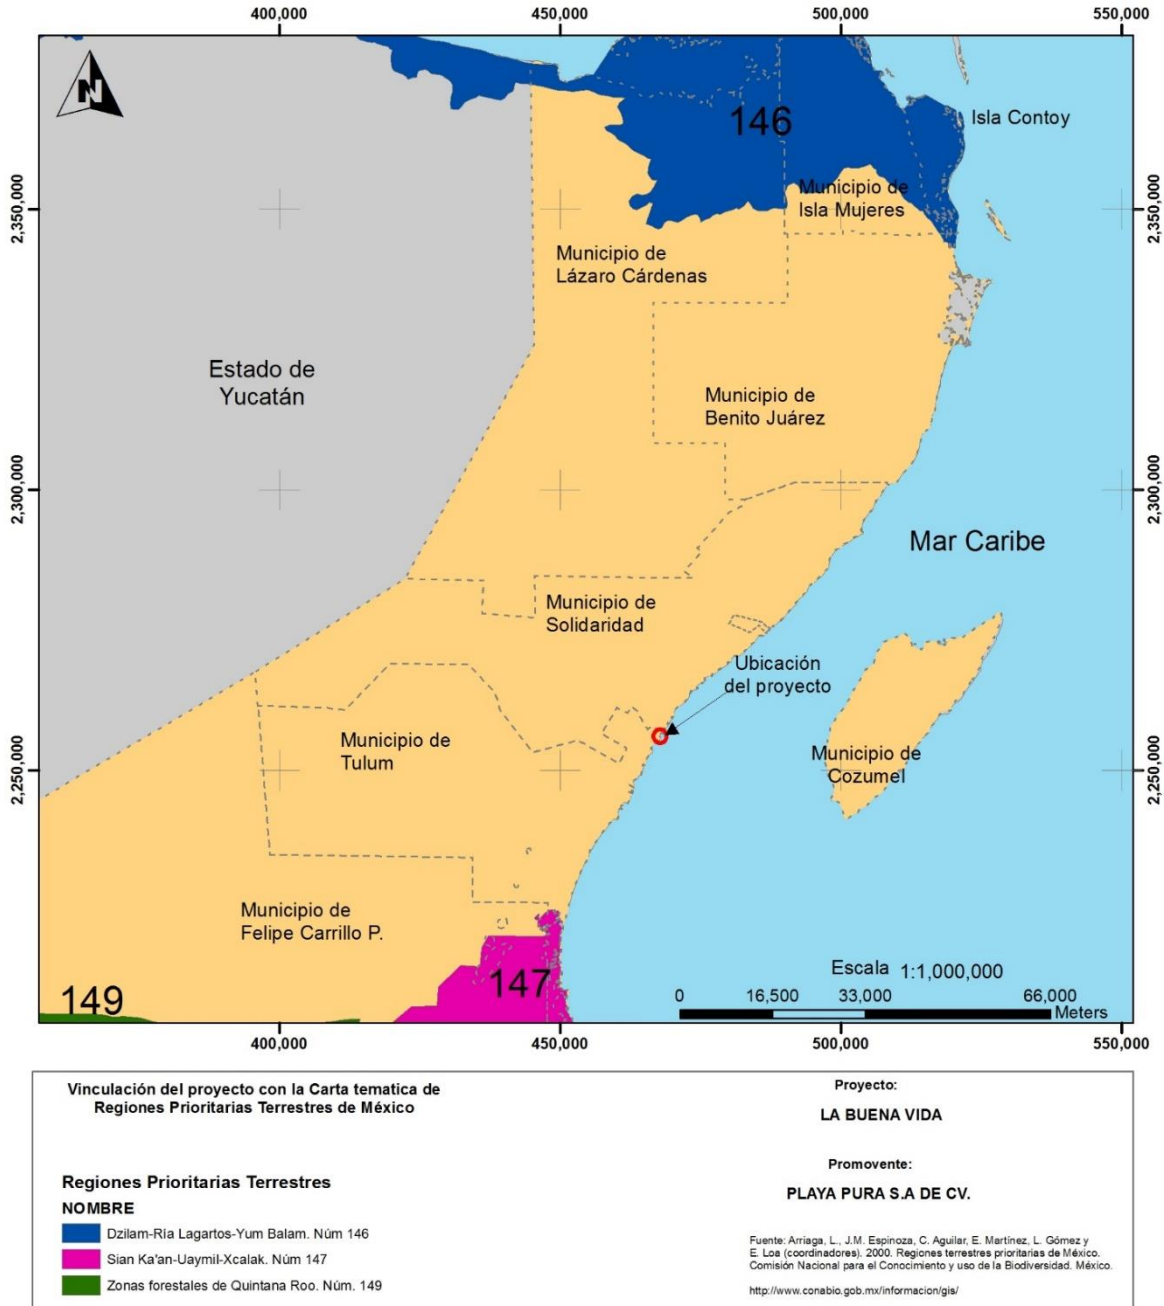 400,000
450,000
500,000
550,000
N
146
Isla Contoy
2,350,000
2,350,000
Municipio de
Isla Mujeres
Municipio de
Lázaro Cárdenas
Estado de
Yucatán
Municipio de
Benito Juárez
2,300,000
2,300,000
Mar Caribe
Municipio de
Solidaridad
Ubicación
del proyecto
Municipio de
Tulum
Municipio de
Cozumel
2,250,000
2,250,000
Municipio de
Felipe Carrillo P.
147
149
Escala 1:1,000,000
0 16,500 33,000 66,000
Meters
400,000
450,000
500,000
550,000
Vinculación del proyecto con la Carta tematica de
Regiones Prioritarias Terrestres de México
Regiones Prioritarias Terrestres
NOMBRE
Dzilam-Ría Lagartos-Yum Balam. Núm 146
Sian Ka'an-Uaymil-Xcalak. Núm 147
Zonas forestales de Quintana Roo. Núm. 149
Proyecto:
LA BUENA VIDA
Promovente:
PLAYA PURA S.A DE CV.
Fuente: Arriaga, L., J.M. Espinoza, C. Aguilar, E. Martínez, L. Gómez y
E. Loa (coordinadores). 2000. Regiones terrestres prioritarias de México.
Comisión Nacional para el Conocimiento y uso de la Biodiversidad. México.
http://www.conabio.gob.mx/informacion/gis/